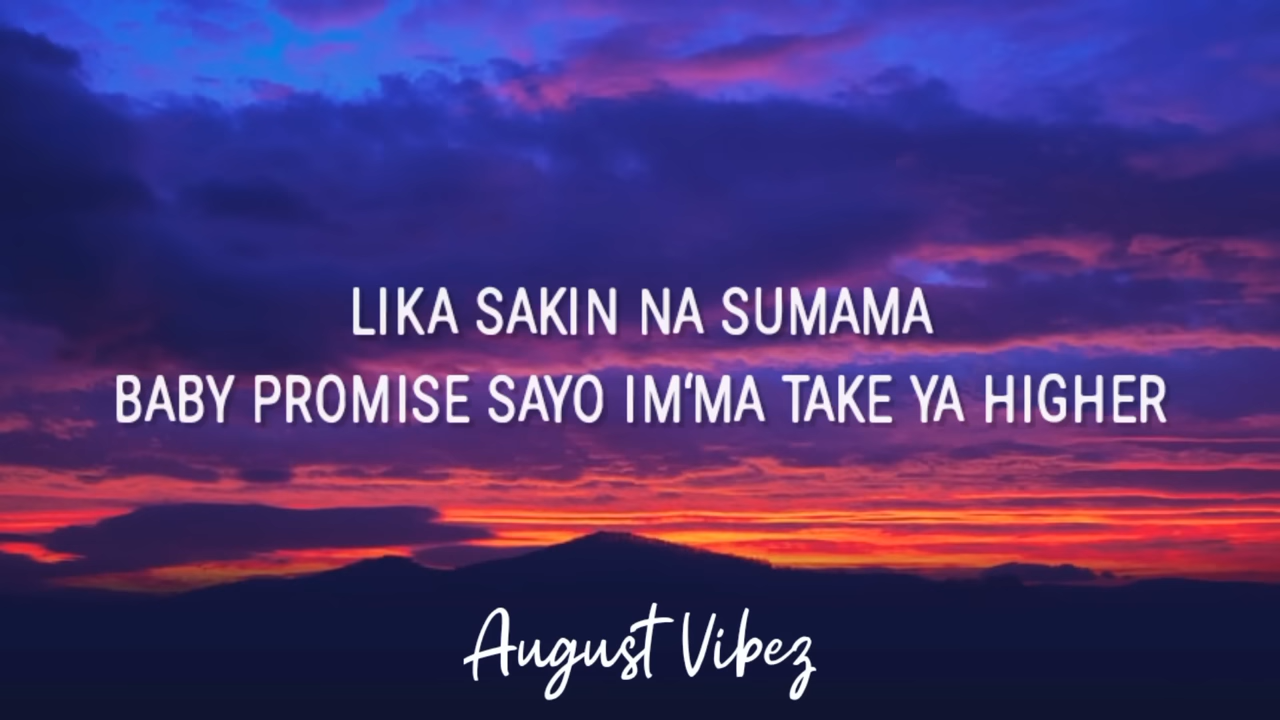 LIKA SAKIN NA SUMAMA
BABY PROMISE SAYO IM‘MA TAKE YA HIGHER
August Vibez